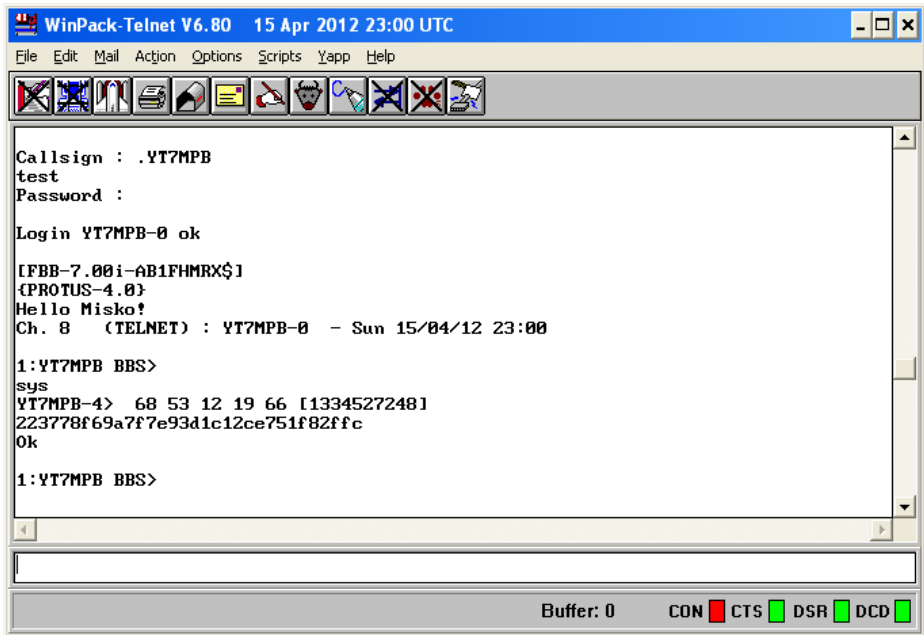 WinPack-Telnet V6.80 15 Apr 2012 23:00 UTC
File Edit Mail Action Options Scripts Yapp Help
Callsign : .YT7MPB
test
Password :
Login YT7MPB-0 ok
[FBB-7.00i-AB1FHMRX$]
{PROTUS-4.0}
Hello Misko!
Ch. 8 (TELNET) : YT7MPB-0 - Sun 15/04/12 23:00
1:YT7MPB BBS>
sys
YT7MPB-4> 68 53 12 19 66 [1334527248]
223778f69a7f7e93d1c12ce751f82ffc
Ok
1:YT7MPB BBS>
Buffer: 0 CON CTS DSR DCD